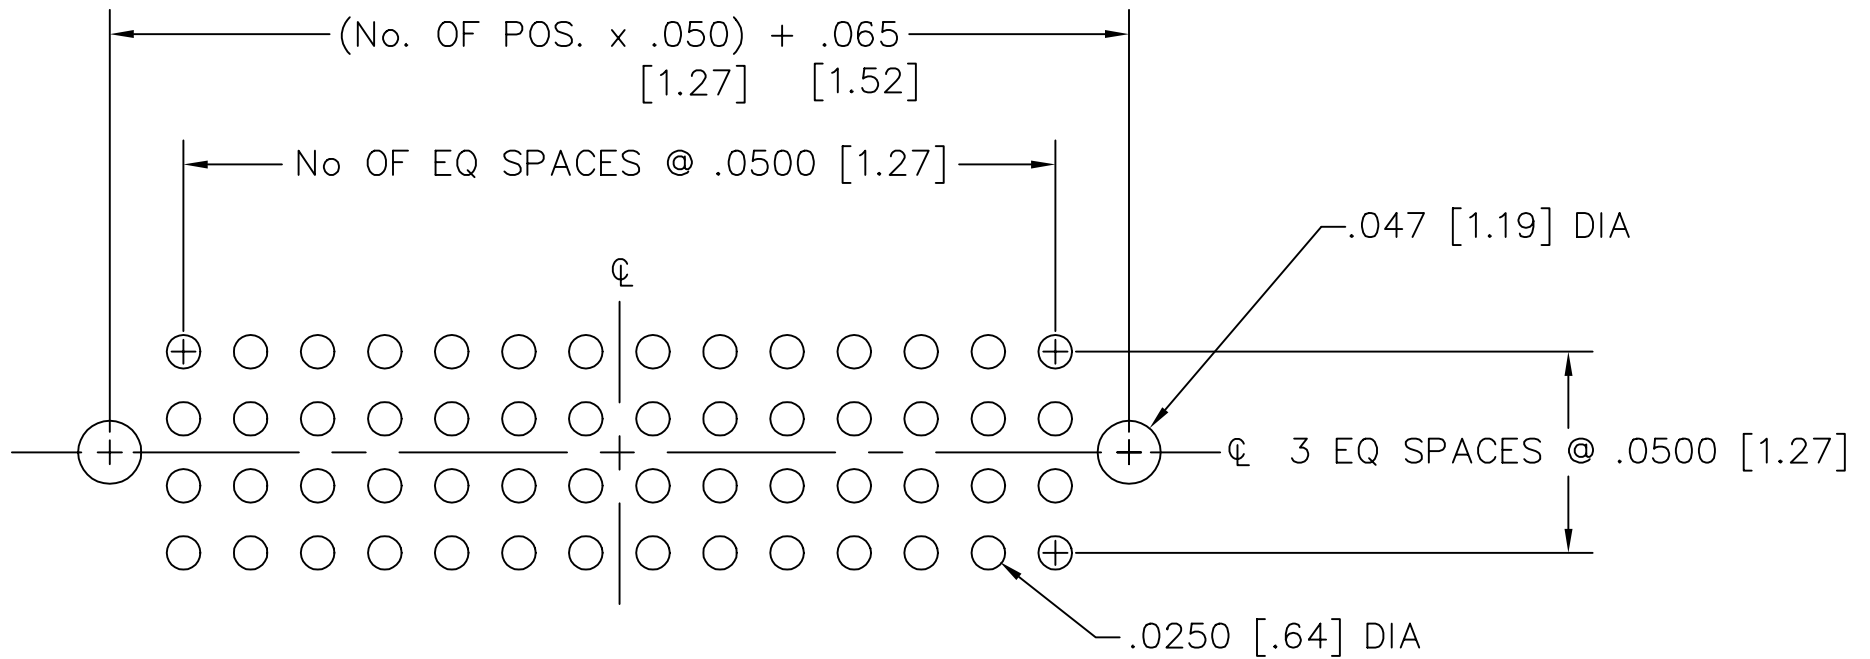 (No. OF POS. x .050) + .065
[1.27] [1.52]
No OF EQ SPACES @ .0500 [1.27]
.047 [1.19] DIA
℄
℄ 3 EQ SPACES @ .0500 [1.27]
.0250 [.64] DIA